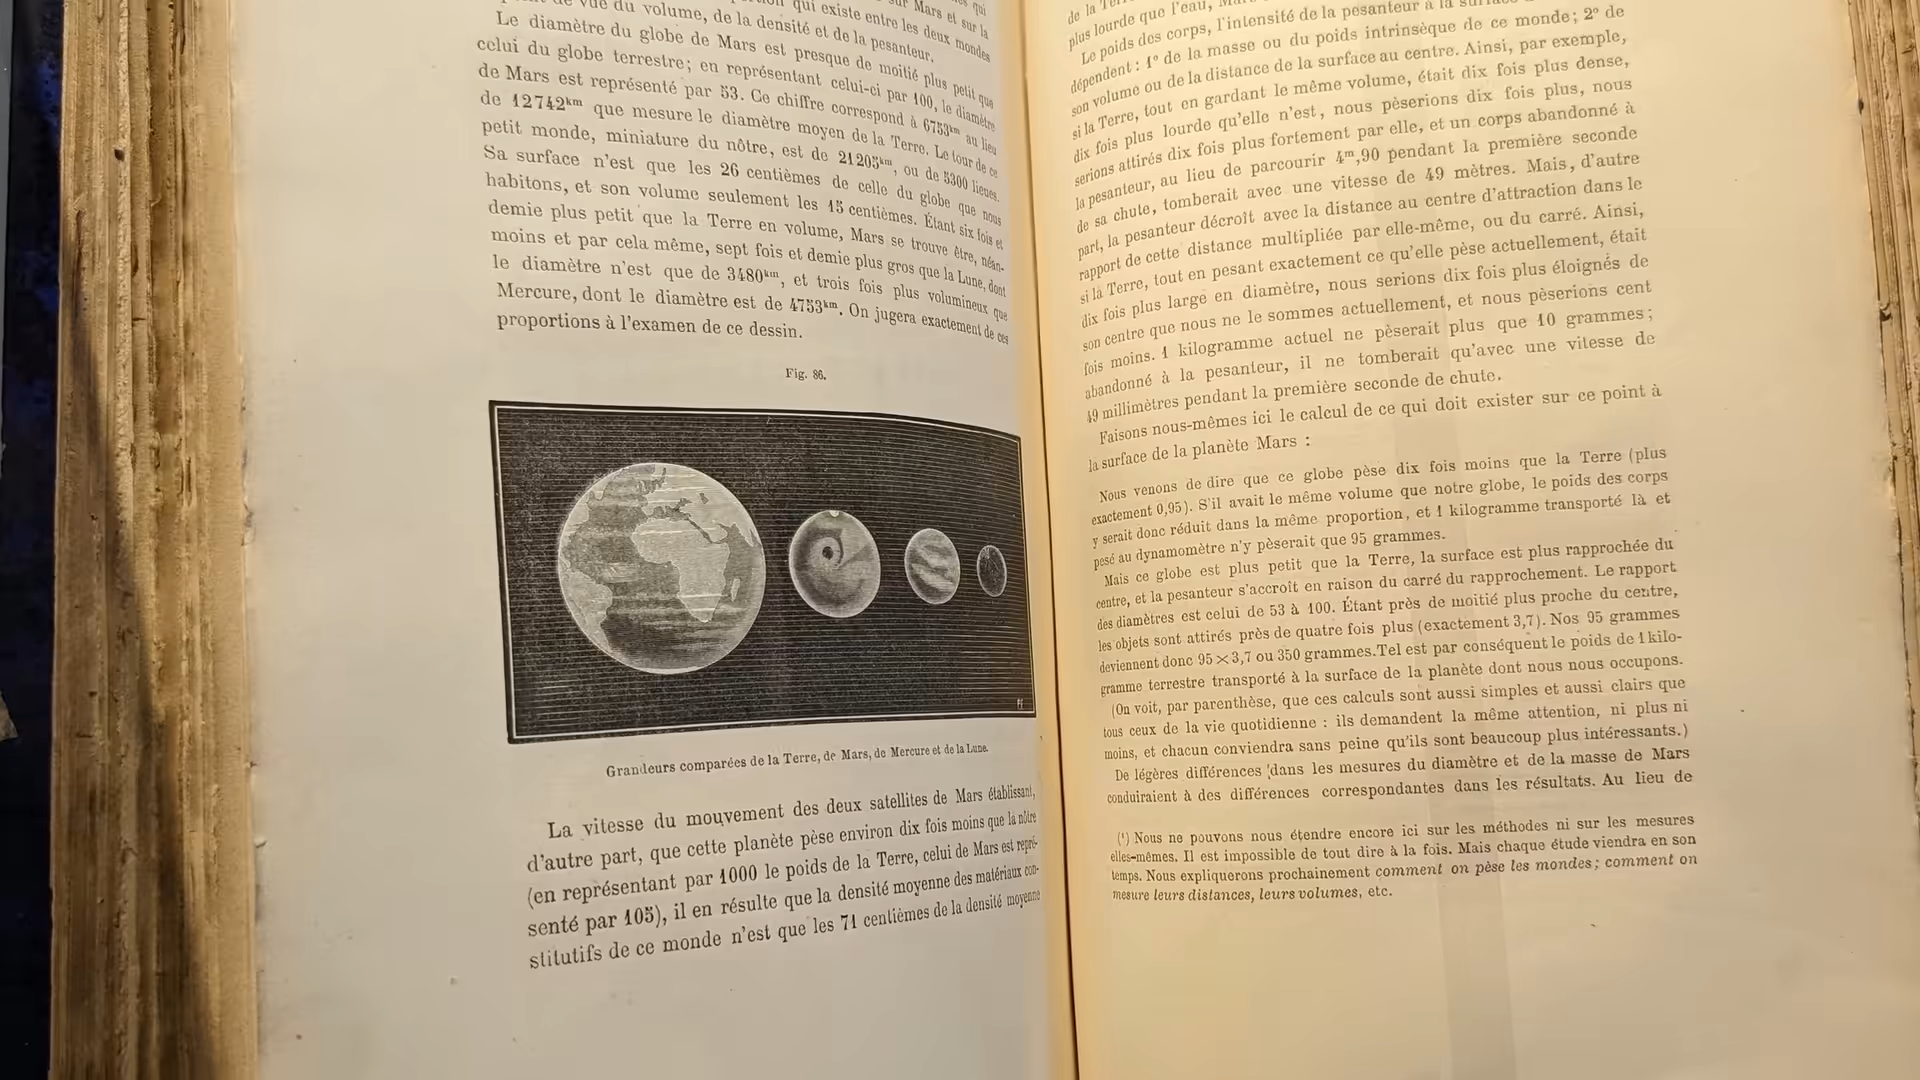 qui existe entre les deux mondes
point de vue du volume, de la densité et de la pesanteur.
Le diamètre du globe de Mars est presque de moitié plus petit que
celui du globe terrestre; en représentant celui-ci par 100, le diamètre
de Mars est représenté par 53. Ce chiffre correspond à 6753km au lieu
de 12742km que mesure le diamètre moyen de la Terre. Le tour de ce
petit monde, miniature du nôtre, est de 21205km, ou de 5300 lieues.
Sa surface n'est que les 26 centièmes de celle du globe que nous
habitons, et son volume seulement les 15 centièmes. Étant six fois et
demie plus petit que la Terre en volume, Mars se trouve être, néan-
moins et par cela même, sept fois et demie plus gros que la Lune, dont
le diamètre n'est que de 3480km, et trois fois plus volumineux que
Mercure, dont le diamètre est de 4753km. On jugera exactement de ces
proportions à l'examen de ce dessin.
Fig. 86.
Grandeurs comparées de la Terre, de Mars, de Mercure et de la Lune.
La vitesse du mouvement des deux satellites de Mars établissant,
d'autre part, que cette planète pèse environ dix fois moins que la nôtre
(en représentant par 1000 le poids de la Terre, celui de Mars est repré-
senté par 105), il en résulte que la densité moyenne des matériaux con-
stitutifs de ce monde n'est que les 71 centièmes de la densité moyenne
de la
plus lourde que l'eau,
Le poids des corps, l'intensité de la pesanteur à la
dépendent : 1° de la masse ou du poids intrinsèque de ce monde; 2° de
son volume ou de la distance de la surface au centre. Ainsi, par exemple,
si la Terre, tout en gardant le même volume, était dix fois plus dense,
dix fois plus lourde qu'elle n'est, nous pèserions dix fois plus, nous
serions attirés dix fois plus fortement par elle, et un corps abandonné à
la pesanteur, au lieu de parcourir 4m,90 pendant la première seconde
de sa chute, tomberait avec une vitesse de 49 mètres. Mais, d'autre
part, la pesanteur décroît avec la distance au centre d'attraction dans le
rapport de cette distance multipliée par elle-même, ou du carré. Ainsi,
si la Terre, tout en pesant exactement ce qu'elle pèse actuellement, était
dix fois plus large en diamètre, nous serions dix fois plus éloignés de
son centre que nous ne le sommes actuellement, et nous pèserions cent
fois moins. 1 kilogramme actuel ne pèserait plus que 10 grammes;
abandonné à la pesanteur, il ne tomberait qu'avec une vitesse de
49 millimètres pendant la première seconde de chute.
Faisons nous-mêmes ici le calcul de ce qui doit exister sur ce point à
la surface de la planète Mars :
Nous venons de dire que ce globe pèse dix fois moins que la Terre (plus
exactement 0,95). S'il avait le même volume que notre globe, le poids des corps
y serait donc réduit dans la même proportion, et 1 kilogramme transporté là et
pesé au dynamomètre n'y pèserait que 95 grammes.
Mais ce globe est plus petit que la Terre, la surface est plus rapprochée du
centre, et la pesanteur s'accroît en raison du carré du rapprochement. Le rapport
des diamètres est celui de 53 à 100. Étant près de moitié plus proche du centre,
les objets sont attirés près de quatre fois plus (exactement 3,7). Nos 95 grammes
deviennent donc 95×3,7 ou 350 grammes. Tel est par conséquent le poids de 1 kilo-
gramme terrestre transporté à la surface de la planète dont nous nous occupons.
(On voit, par parenthèse, que ces calculs sont aussi simples et aussi clairs que
tous ceux de la vie quotidienne : ils demandent la même attention, ni plus ni
moins, et chacun conviendra sans peine qu'ils sont beaucoup plus intéressants.)
De légères différences dans les mesures du diamètre et de la masse de Mars
conduiraient à des différences correspondantes dans les résultats. Au lieu de
(¹) Nous ne pouvons nous étendre encore ici sur les méthodes ni sur les mesures
elles-mêmes. Il est impossible de tout dire à la fois. Mais chaque étude viendra en son
temps. Nous expliquerons prochainement comment on pèse les mondes; comment on
mesure leurs distances, leurs volumes, etc.